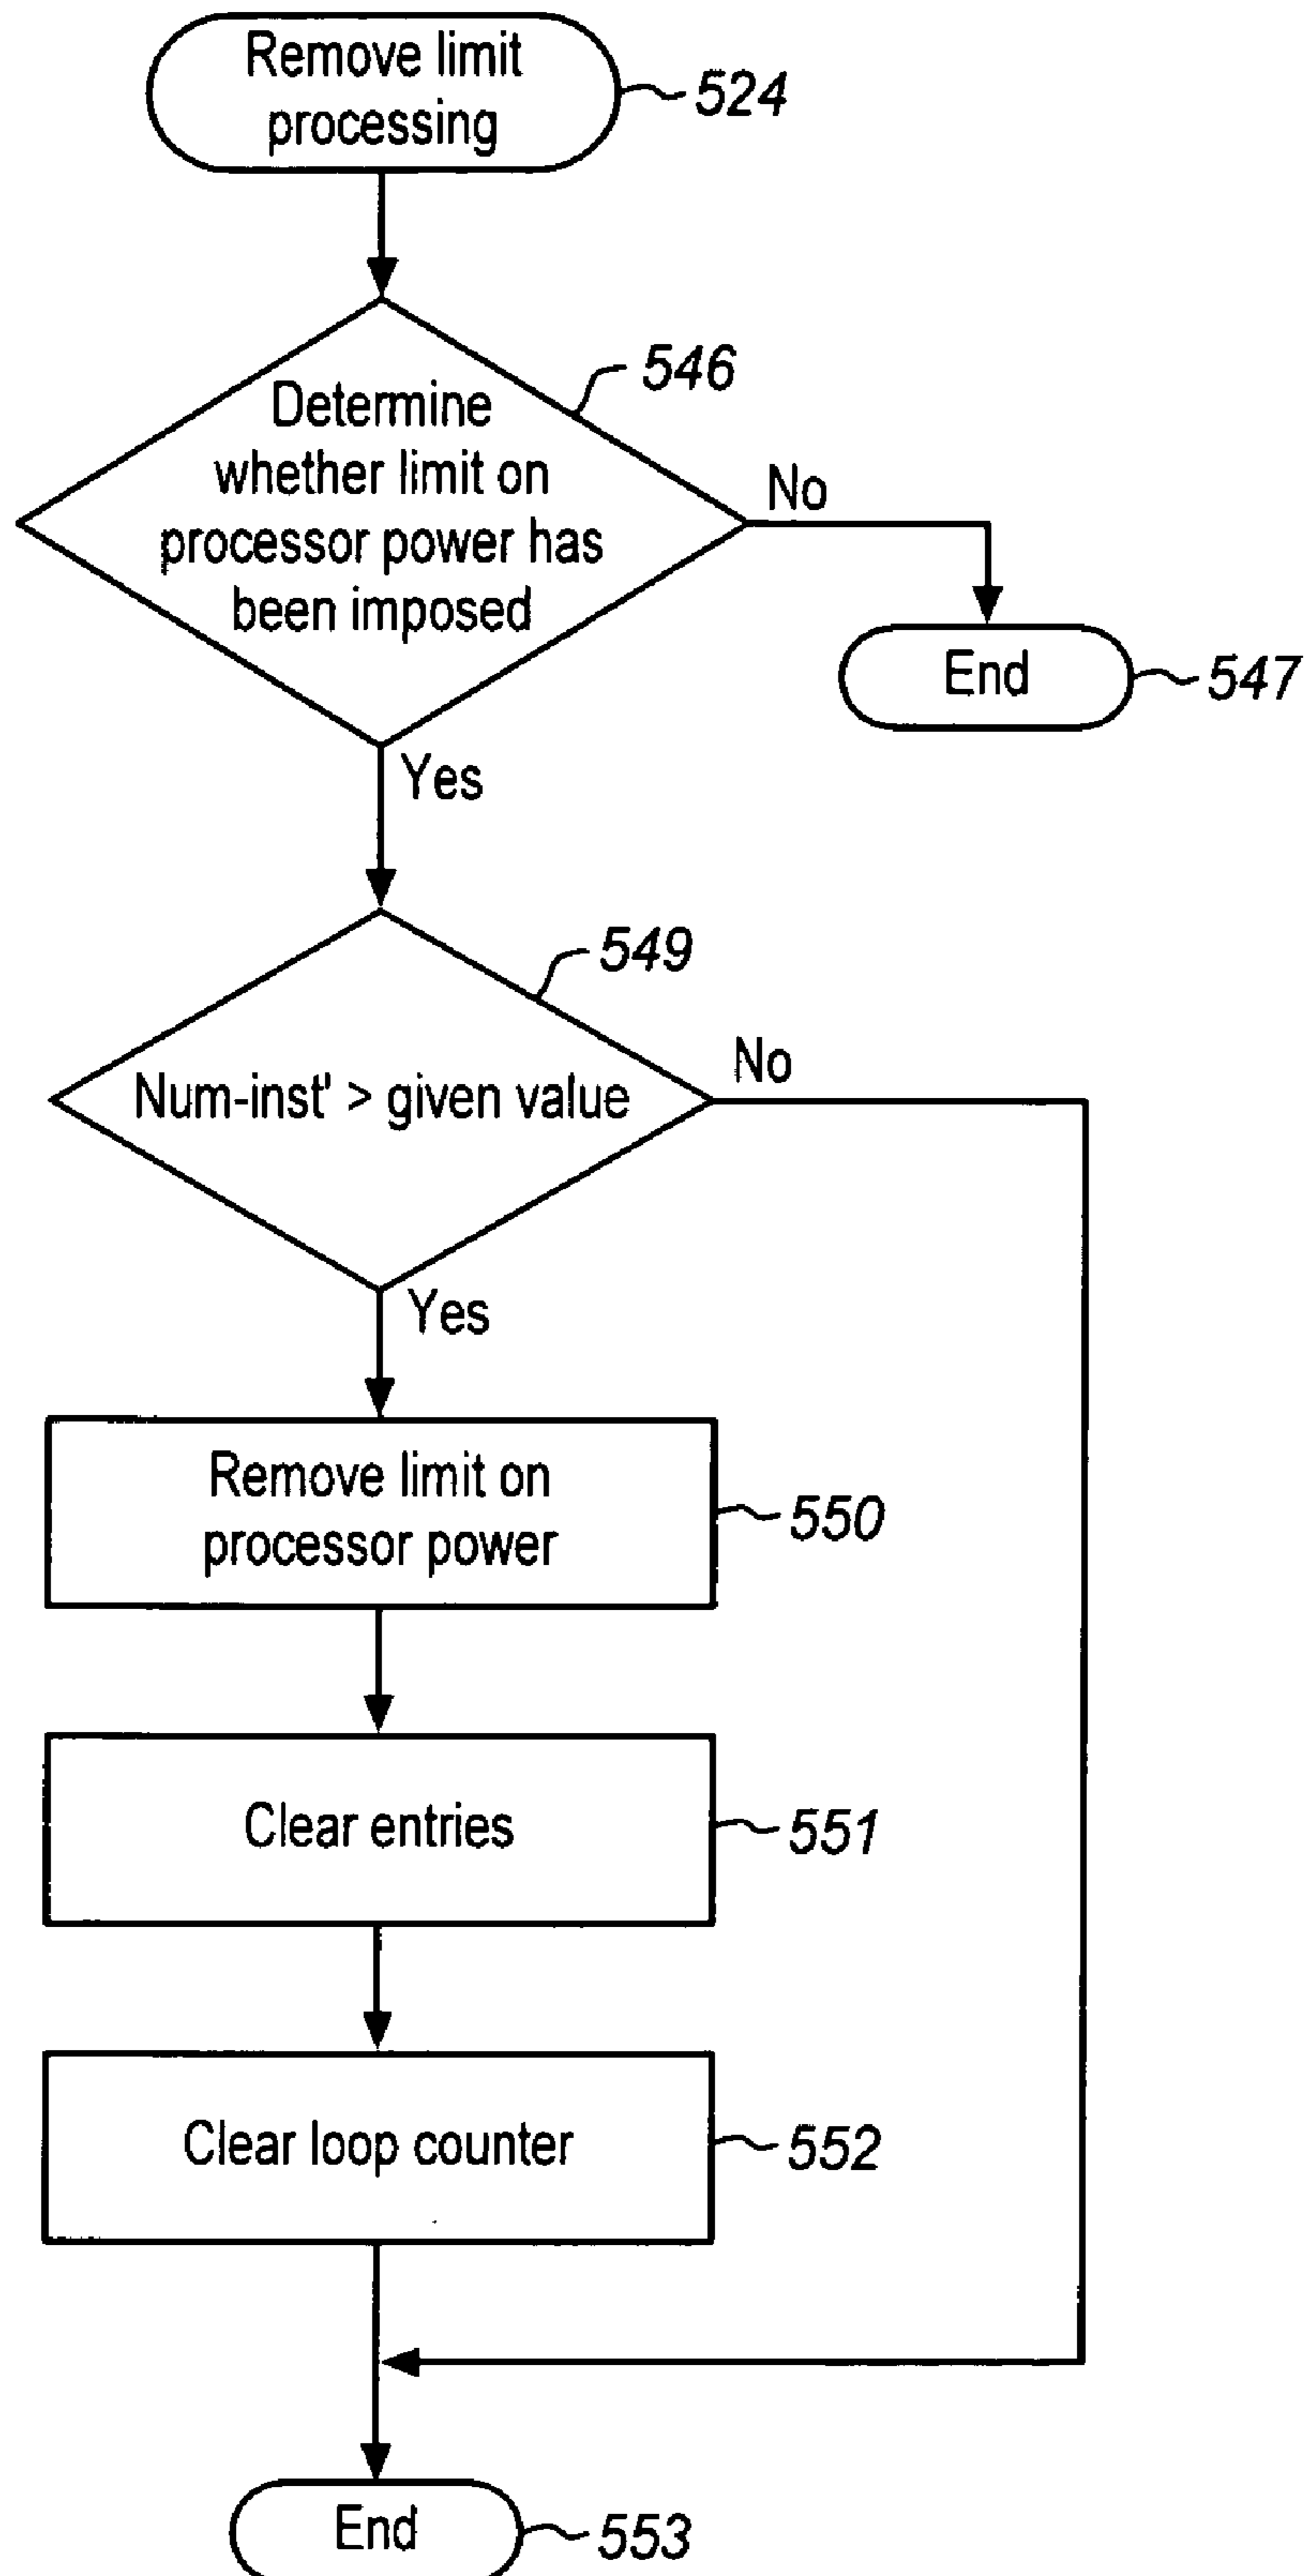 Remove limit
processing
524
Determine
whether limit on
processor power has
been imposed
546
No
End
547
Yes
549
Num-inst' > given value
No
Yes
Remove limit on
processor power
550
Clear entries
551
Clear loop counter
552
End
553